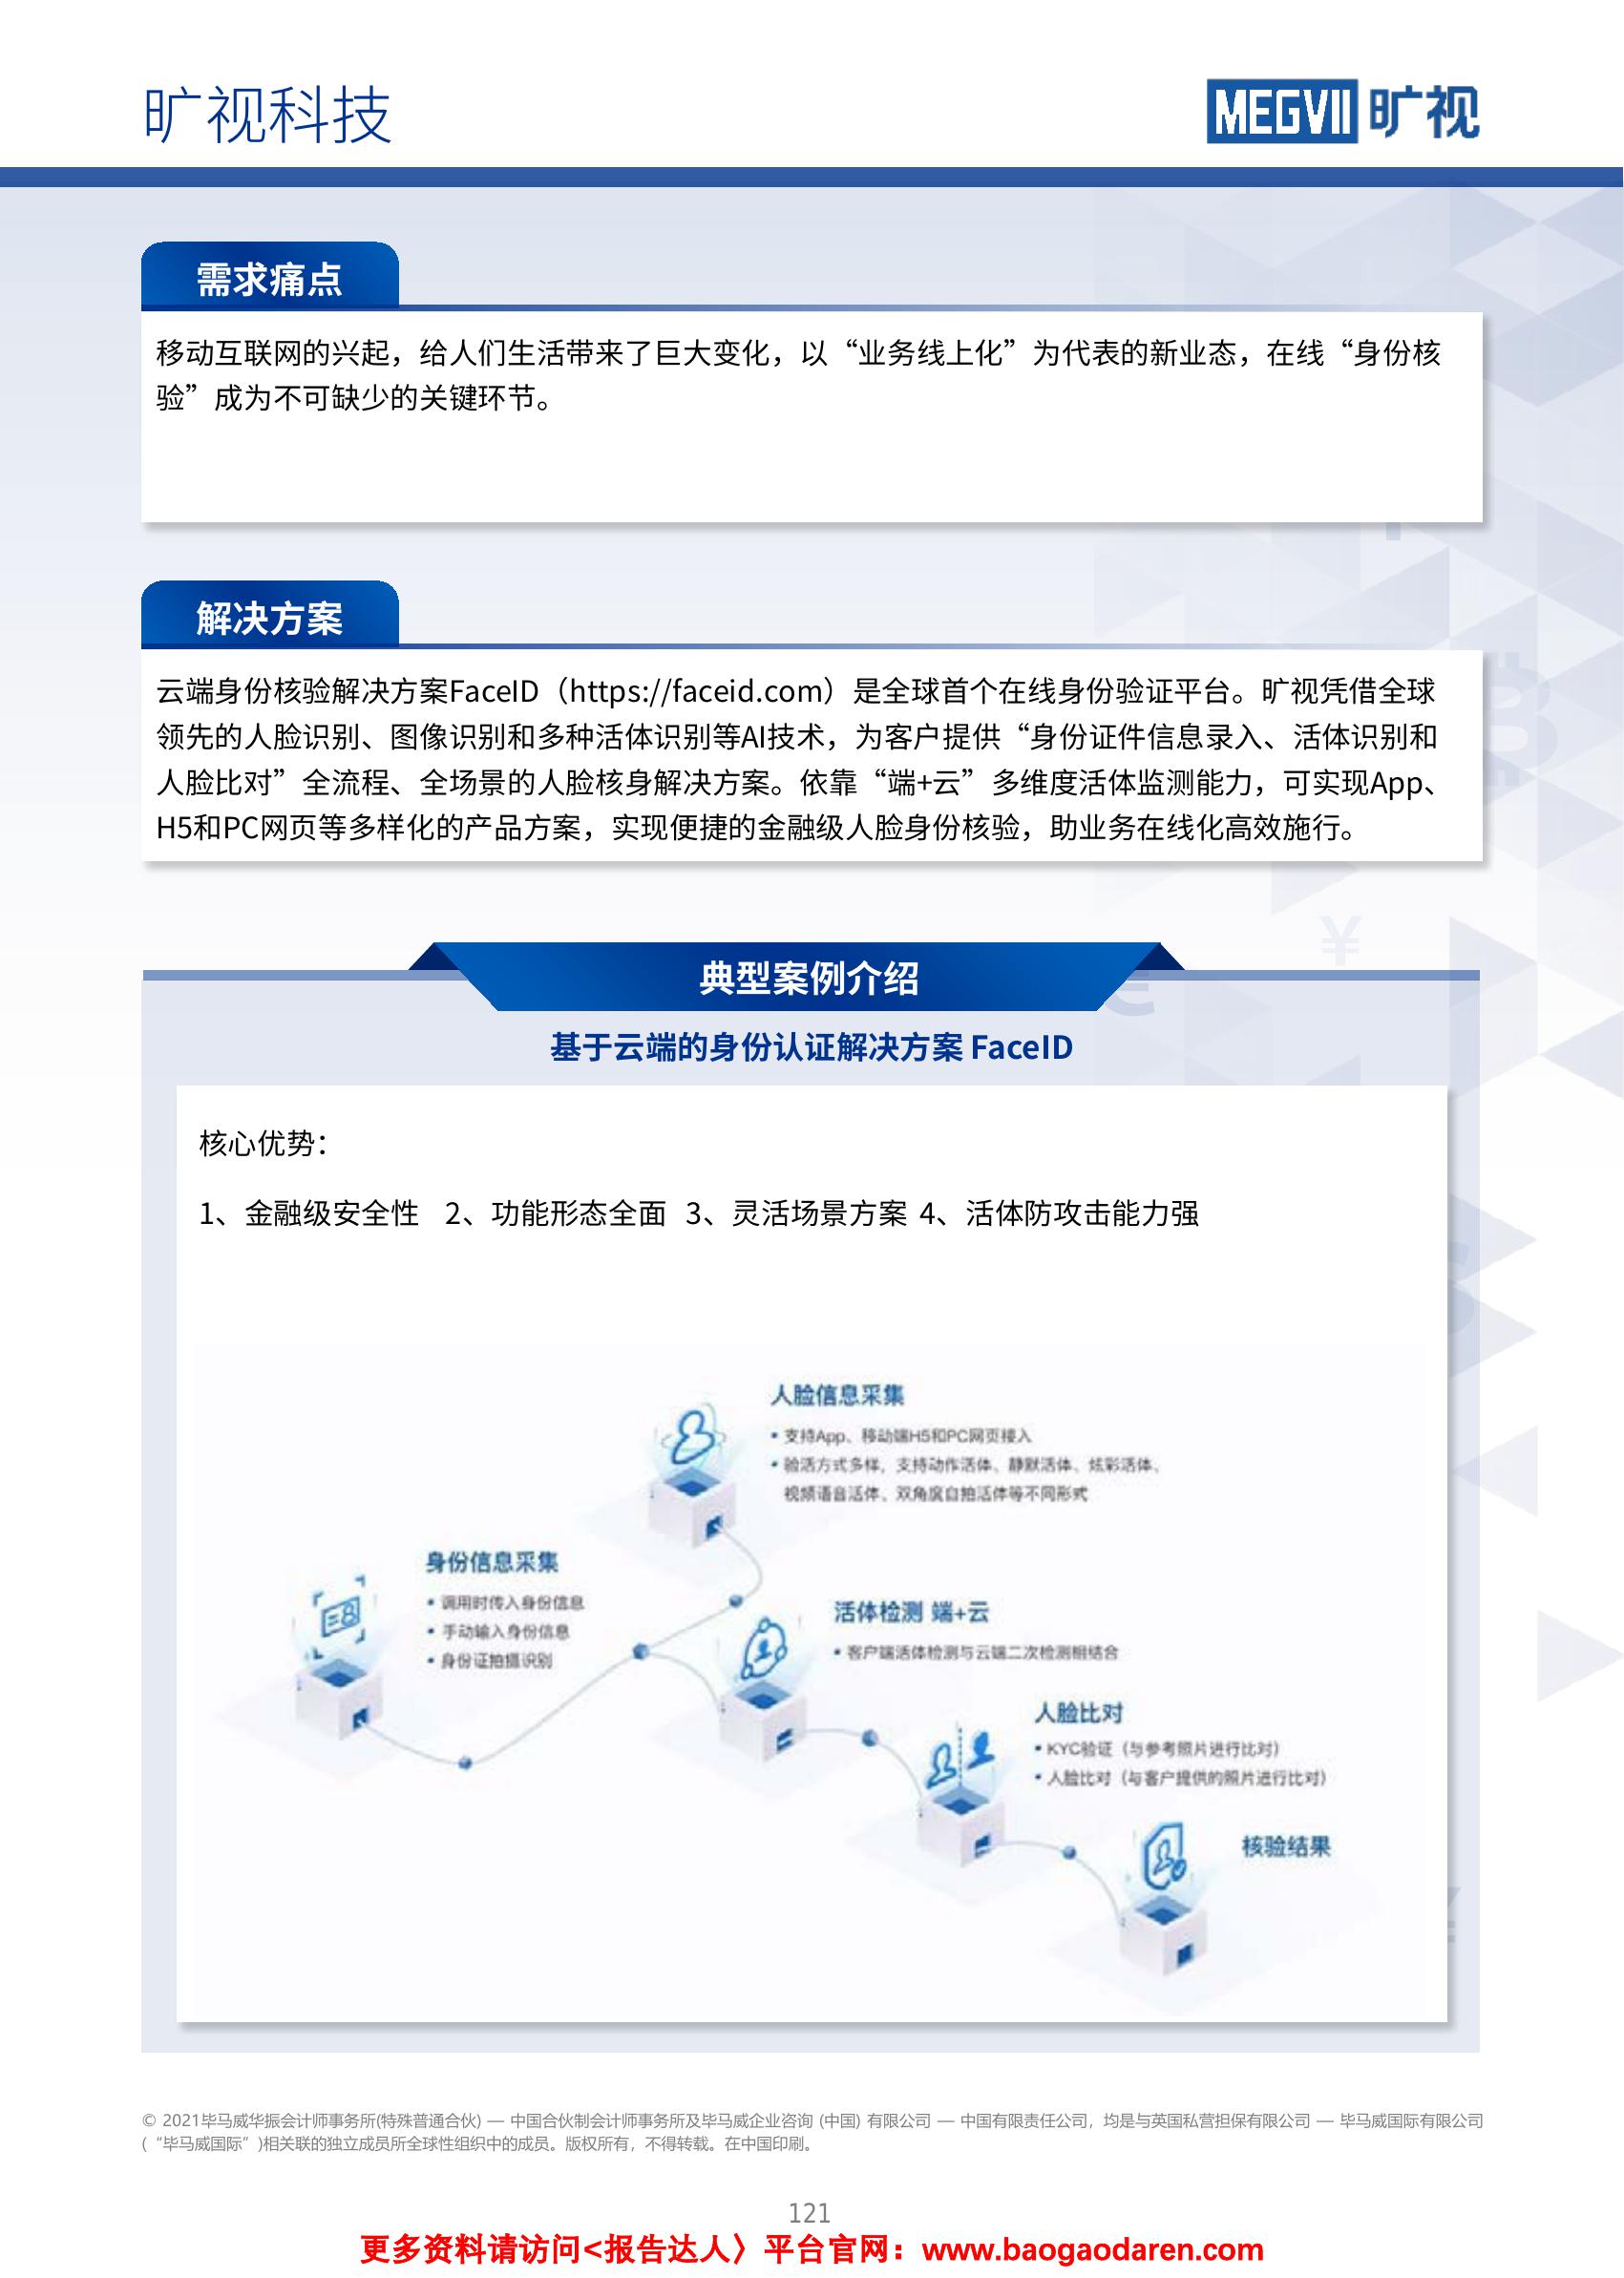 旷视科技
MEGVII 旷视
需求痛点
移动互联网的兴起，给人们生活带来了巨大变化，以“业务线上化”为代表的新业态，在线“身份核
验”成为不可缺少的关键环节。
解决方案
云端身份核验解决方案FaceID（https://faceid.com）是全球首个在线身份验证平台。旷视凭借全球
领先的人脸识别、图像识别和多种活体识别等AI技术，为客户提供“身份证件信息录入、活体识别和
人脸比对”全流程、全场景的人脸核身解决方案。依靠“端+云”多维度活体监测能力，可实现App、
H5和PC网页等多样化的产品方案，实现便捷的金融级人脸身份核验，助业务在线化高效施行。
典型案例介绍
基于云端的身份认证解决方案 FaceID
核心优势：
1、金融级安全性 2、功能形态全面 3、灵活场景方案 4、活体防攻击能力强
人脸信息采集
• 支持App、移动端H5和PC网页接入
• 验活方式多样，支持动作活体、静默活体、炫彩活体、
视频语音活体、双角度自拍活体等不同形式
身份信息采集
• 调用时传入身份信息
• 手动输入身份信息
• 身份证拍摄识别
活体检测 端+云
• 客户端活体检测与云端二次检测相结合
人脸比对
• KYC验证（与参考照片进行比对）
• 人脸比对（与客户提供的照片进行比对）
核验结果
© 2021毕马威华振会计师事务所(特殊普通合伙) — 中国合伙制会计师事务所及毕马威企业咨询 (中国) 有限公司 — 中国有限责任公司，均是与英国私营担保有限公司 — 毕马威国际有限公司
(“毕马威国际”)相关联的独立成员所全球性组织中的成员。版权所有，不得转载。在中国印刷。
121
更多资料请访问<报告达人〉平台官网：www.baogaodaren.com